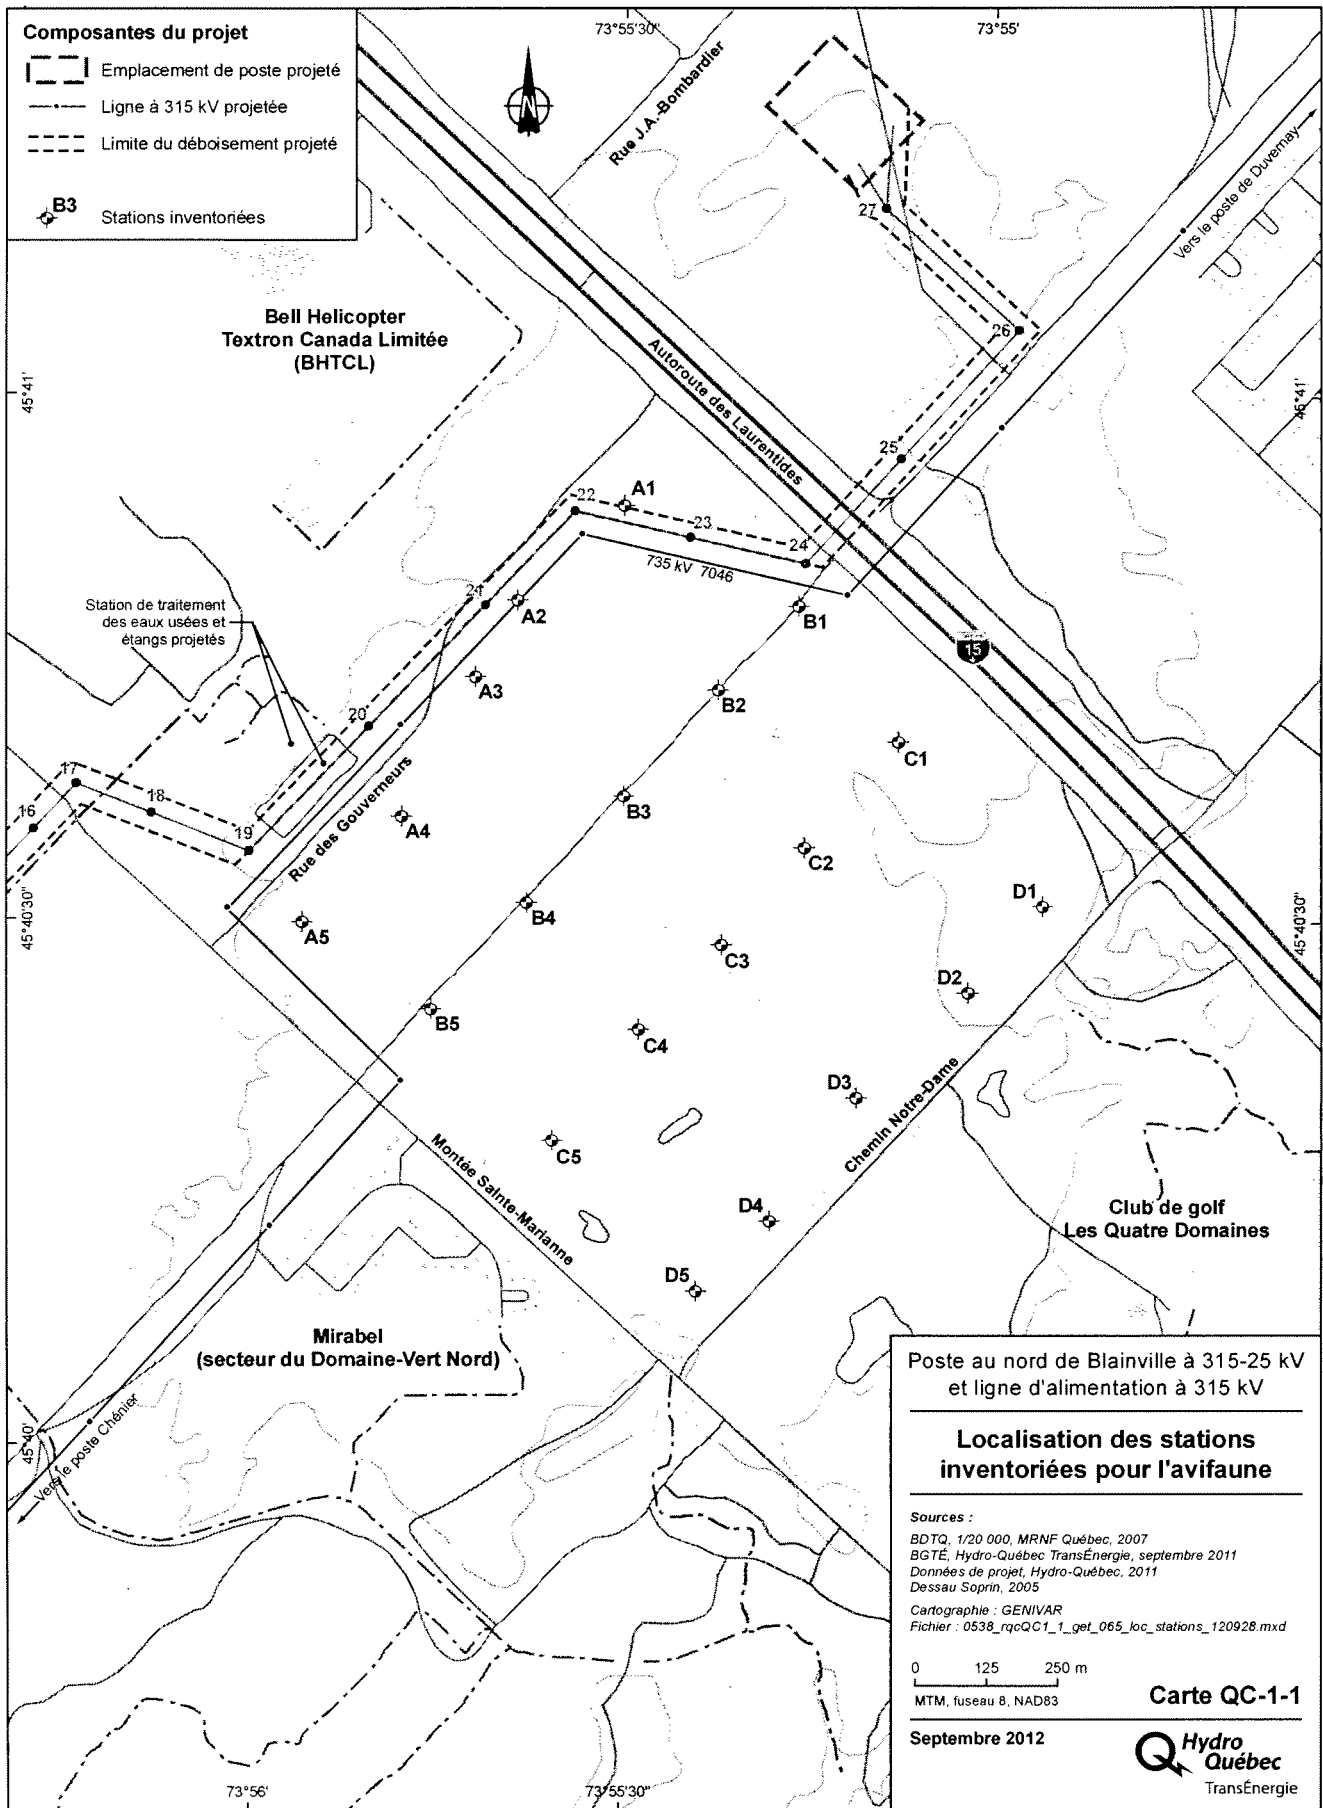 Composantes du projet
Emplacement de poste projeté
Ligne à 315 kV projetée
Limite du déboisement projeté
B3
Stations inventoriées
73°55'30"
73°55'
N
Rue J.A.-Bombardier
27
Vers le poste de Duvernay
26
Bell Helicopter
Textron Canada Limitée
(BHTCL)
45°41'
45°41'
Autoroute des Laurentides
25
22
A1
23
24
735 kV 7046
21
A2
B1
Station de traitement
des eaux usées et
étangs projetés
15
A3
B2
20
C1
17
18
16
19
B3
Rue des Gouverneurs
A4
C2
D1
45°40'30"
45°40'30"
A5
B4
C3
D2
B5
C4
D3
Chemin Notre-Dame
C5
Montée Sainte-Marianne
D4
Club de golf
Les Quatre Domaines
D5
Mirabel
(secteur du Domaine-Vert Nord)
45°40'
Vers le poste Chénier
73°56'
73°55'30"
Poste au nord de Blainville à 315-25 kV
et ligne d'alimentation à 315 kV
Localisation des stations
inventoriées pour l'avifaune
Sources :
BDTQ, 1/20 000, MRNF Québec, 2007
BGTÉ, Hydro-Québec TransÉnergie, septembre 2011
Données de projet, Hydro-Québec, 2011
Dessau Soprin, 2005
Cartographie : GENIVAR
Fichier : 0538_rqcQC1_1_get_065_loc_stations_120928.mxd
0 125 250 m
MTM, fuseau 8, NAD83
Carte QC-1-1
Septembre 2012
Hydro
Québec
TransÉnergie